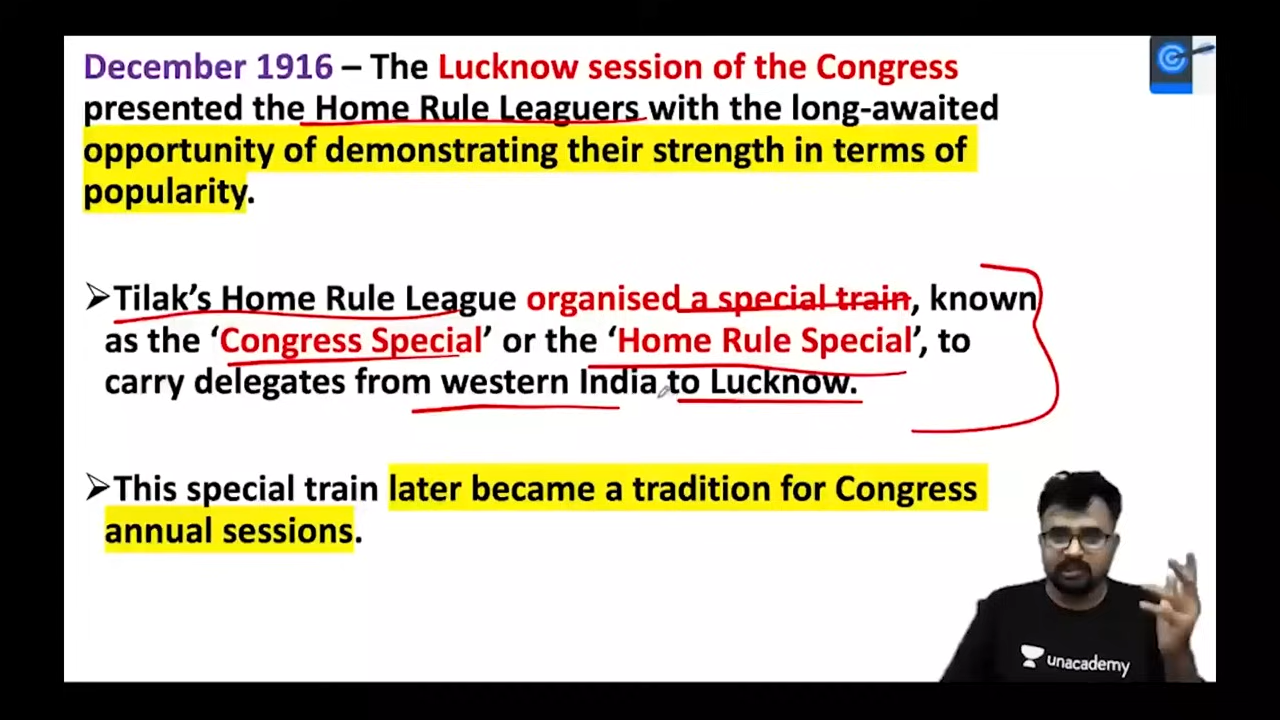 December 1916 – The Lucknow session of the Congress
presented the Home Rule Leaguers with the long-awaited
opportunity of demonstrating their strength in terms of
popularity.
➢Tilak’s Home Rule League organised a special train, known
as the ‘Congress Special’ or the ‘Home Rule Special’, to
carry delegates from western India to Lucknow.
➢This special train later became a tradition for Congress
annual sessions.
unacademy